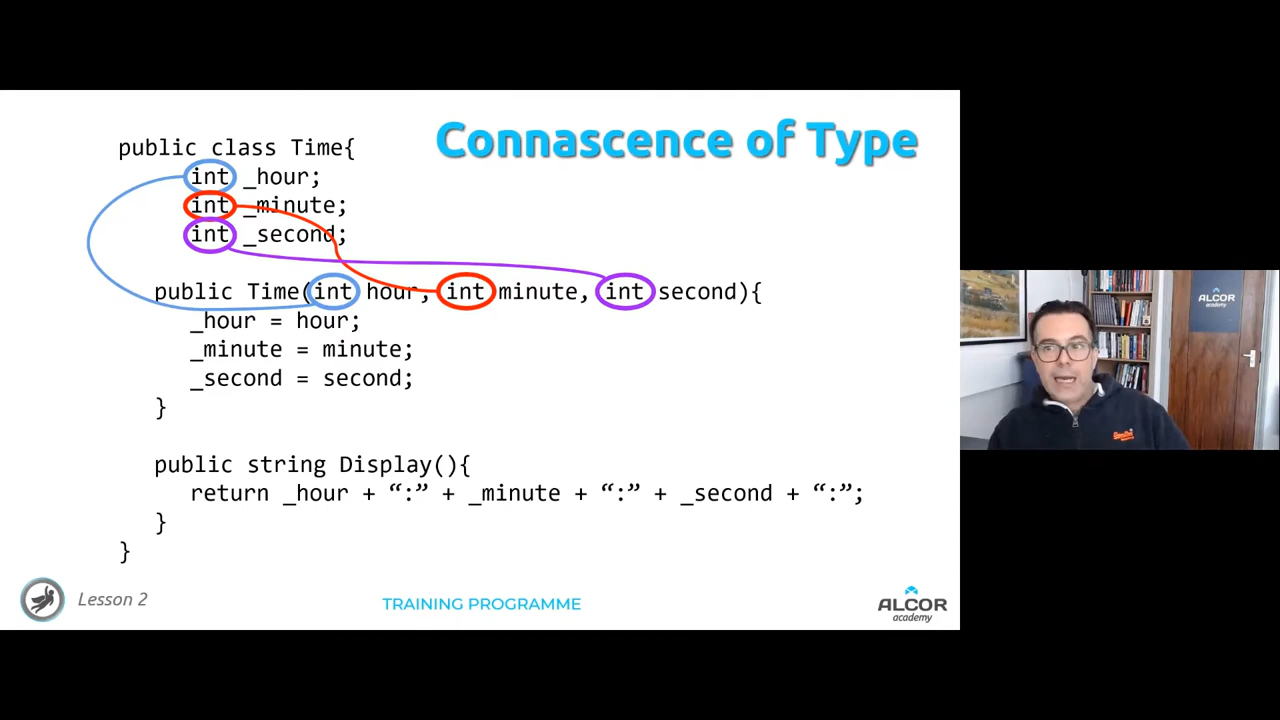 Connascence of Type
public class Time{
int _hour;
int _minute;
int _second;
public Time(int hour, int minute, int second){
_hour = hour;
_minute = minute;
_second = second;
}
public string Display(){
return _hour + “:” + _minute + “:” + _second + “:”;
}
}
Lesson 2
TRAINING PROGRAMME
ALCOR
academy
ALCOR
academy